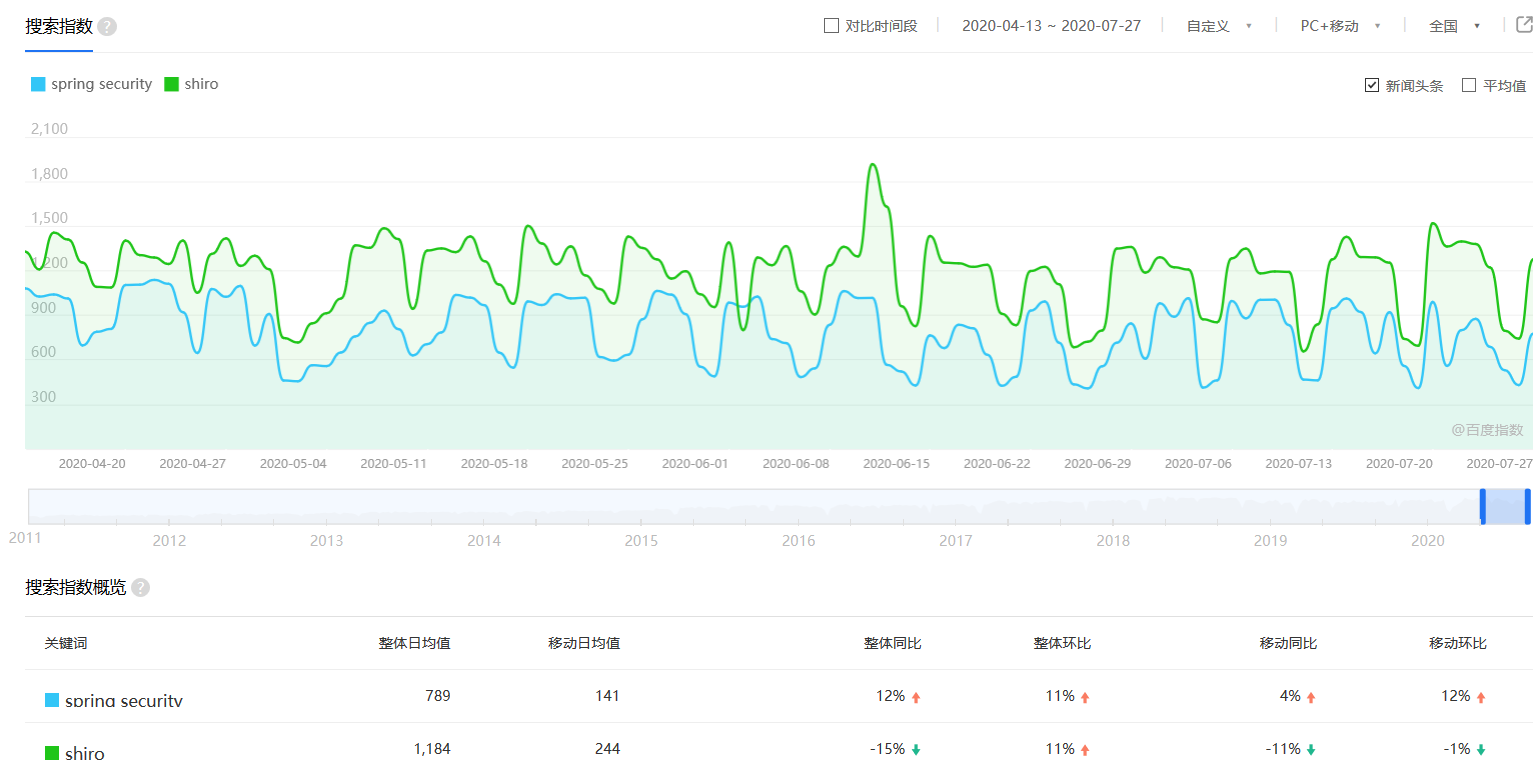 搜索指数 ? 对比时间段 2020-04-13 ~ 2020-07-27 自定义 PC+移动 全国
spring security shiro 新闻头条 平均值
2,100
1,800
1,500
1,200
900
600
300
@百度指数
2020-04-20 2020-04-27 2020-05-04 2020-05-11 2020-05-18 2020-05-25 2020-06-01 2020-06-08 2020-06-15 2020-06-22 2020-06-29 2020-07-06 2020-07-13 2020-07-20 2020-07-27
2011 2012 2013 2014 2015 2016 2017 2018 2019 2020
搜索指数概览 ?
关键词 整体日均值 移动日均值 整体同比 整体环比 移动同比 移动环比
spring security 789 141 12% 11% 4% 12%
shiro 1,184 244 -15% 11% -11% -1%